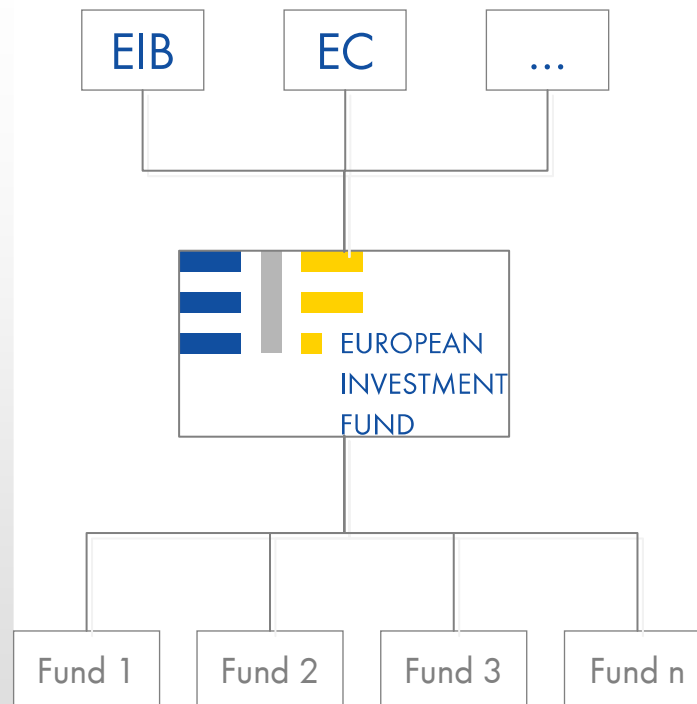 EIB
EC
...
EUROPEAN
INVESTMENT
FUND
Fund 1
Fund 2
Fund 3
Fund n